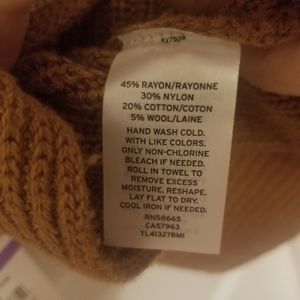 45% RAYON/RAYONNE
30% NYLON
20% COTTON/COTON
5% WOOL/LAINE
HAND WASH COLD.
WITH LIKE COLORS.
ONLY NON-CHLORINE
BLEACH IF NEEDED.
ROLL IN TOWEL TO
REMOVE EXCESS
MOISTURE, RESHAPE.
LAY FLAT TO DRY.
COOL IRON IF NEEDED.
RN58665
CA57963
TL41327BMI